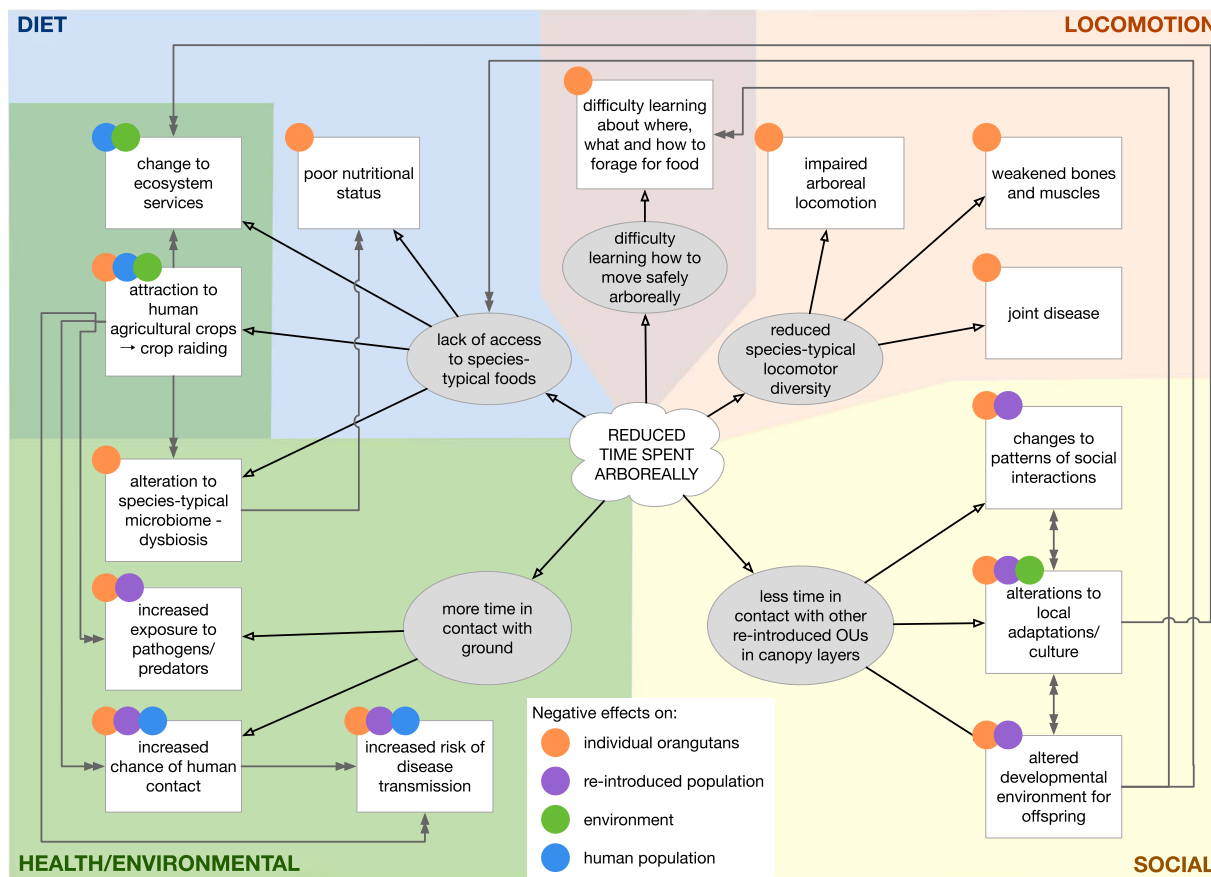 DIET
LOCOMOTION
change to
ecosystem
services
poor nutritional
status
difficulty learning
about where,
what and how to
forage for food
impaired
arboreal
locomotion
weakened bones
and muscles
attraction to
human
agricultural crops
→ crop raiding
lack of access
to species-
typical foods
difficulty
learning how to
move safely
arboreally
reduced
species-typical
locomotor
diversity
joint disease
REDUCED
TIME SPENT
ARBOREALLY
changes to
patterns of social
interactions
alteration to
species-typical
microbiome -
dysbiosis
increased
exposure to
pathogens/
predators
more time in
contact with
ground
less time in
contact with other
re-introduced OUs
in canopy layers
alterations to
local
adaptations/
culture
increased
chance of human
contact
increased risk of
disease
transmission
altered
developmental
environment for
offspring
Negative effects on:
individual orangutans
re-introduced population
environment
human population
HEALTH/ENVIRONMENTAL
SOCIAL